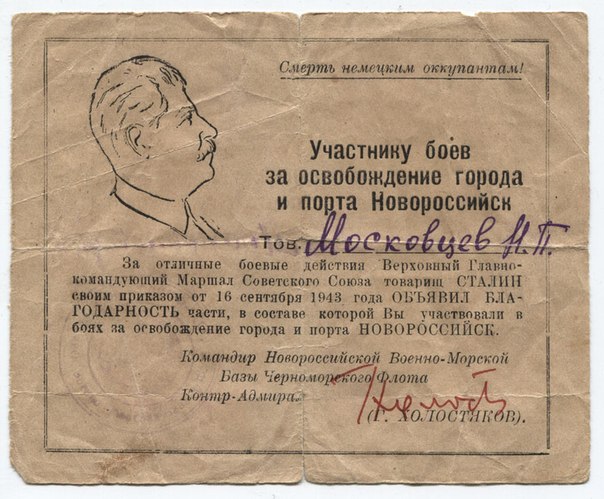 Смерть немецким оккупантам!
Участнику боев
за освобождение города
и порта Новороссийск
Тов. Московцев Н.П.
За отличные боевые действия Верховный Главно-
командующий Маршал Советского Союза товарищ СТАЛИН
своим приказом от 16 сентября 1943 года ОБЪЯВИЛ БЛА-
ГОДАРНОСТЬ части, в составе которой Вы участвовали в
боях за освобождение города и порта НОВОРОССИЙСК.
Командир Новороссийской Военно-Морской
Базы Черноморского Флота
Контр-Адмирал
(Г. ХОЛОСТЯКОВ).